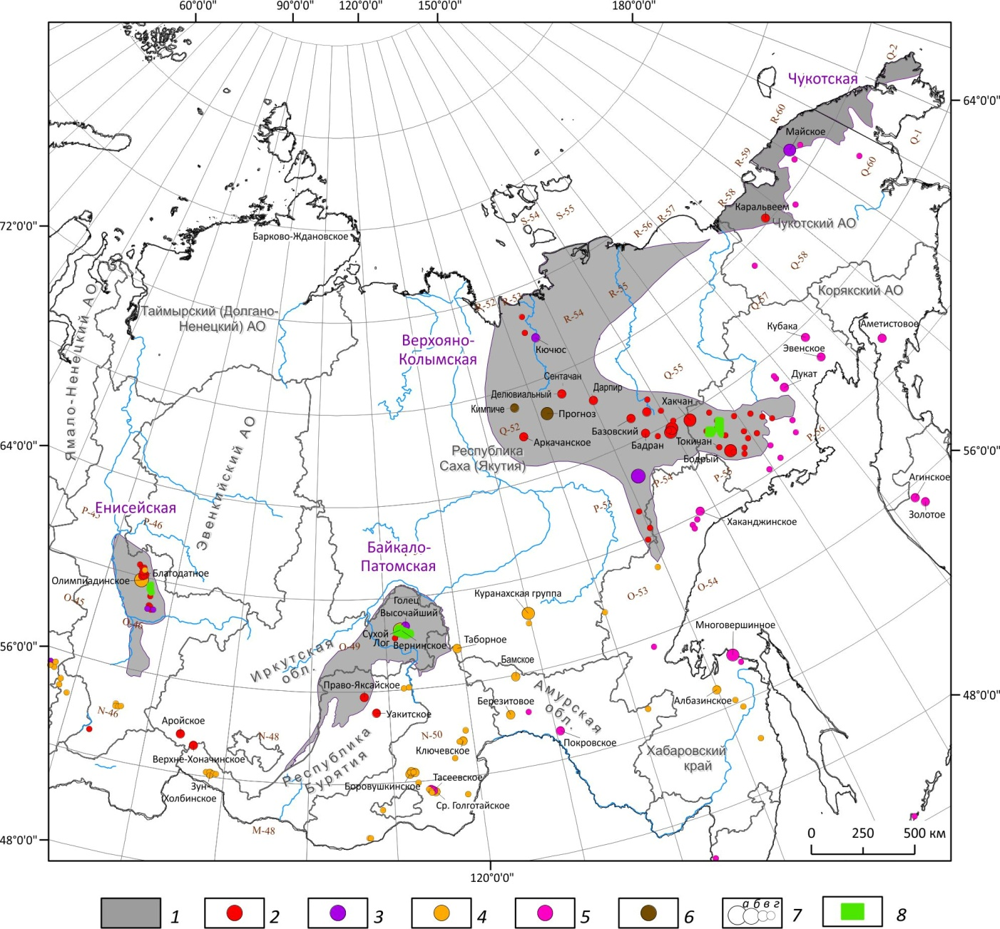 60°0'0" 90°0'0" 120°0'0" 150°0'0" 180°0'0"
Q-2
Чукотская
64°0'0"
R-60
Майское
Q-1
R-59
Q-60
R-58
Каральвеем
S-54
S-55
R-57
R-56
Чукотский АО
72°0'0"
Барково-Ждановское
Q-58
Ямало-Ненецкий АО
R-55
Корякский АО
R-52
R-53
Q-57
Таймырский (Долгано-
Ненецкий) АО
R-54
Кубака
Аметистовое
Верхояно-
Колымская
Кючюс
Эвенское
Сентачан
Q-55
Дукат
Делювиальный
Дарпир
Хакчан
Кимпиче
Прогноз
Q-52
Базовский
P-56
Аркачанское
Бадран
Токичан
64°0'0"
56°0'0"
Республика
Саха (Якутия)
Бодрый
Эвенкийский АО
P-54
P-55
Агинское
Енисейская
P-45
P-46
P-53
Золотое
Хаканджинское
Байкало-
Патомская
Благодатное
Олимпиадинское
O-45
O-53
O-54
Куранахская группа
Голец
Высочайший
O-46
Многовершинное
Сухой
Лог
Вернинское
Таборное
56°0'0"
O-49
Иркутская
обл.
Бамское
Право-Яксайское
Амурская
обл.
48°0'0"
Березитовое
Албазинское
N-46
Уакитское
Аройское
N-48
N-50
Покровское
Ключевское
Верхне-Хоначинское
Хабаровский
край
Республика
Бурятия
Зун-
Холбинское
Боровушкинское
Тасеевское
Ср. Голготайское
M-48
48°0'0"
0 250 500 км
120°0'0"
1 2 3 4 5 6 а б в г 7 8